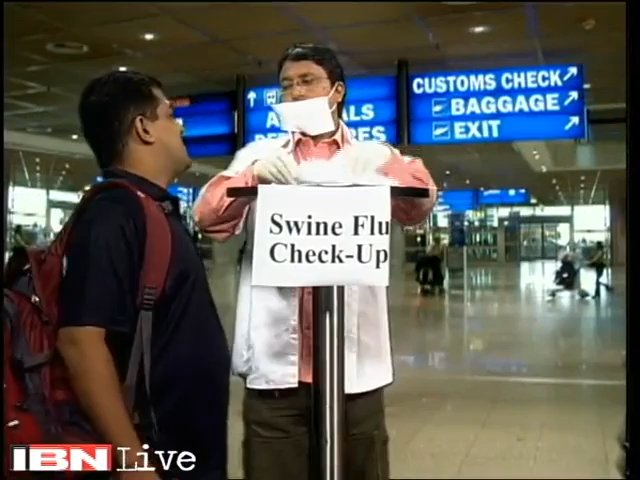 CUSTOMS CHECK
BAGGAGE
EXIT
Swine Flu
Check-Up
IBN Live